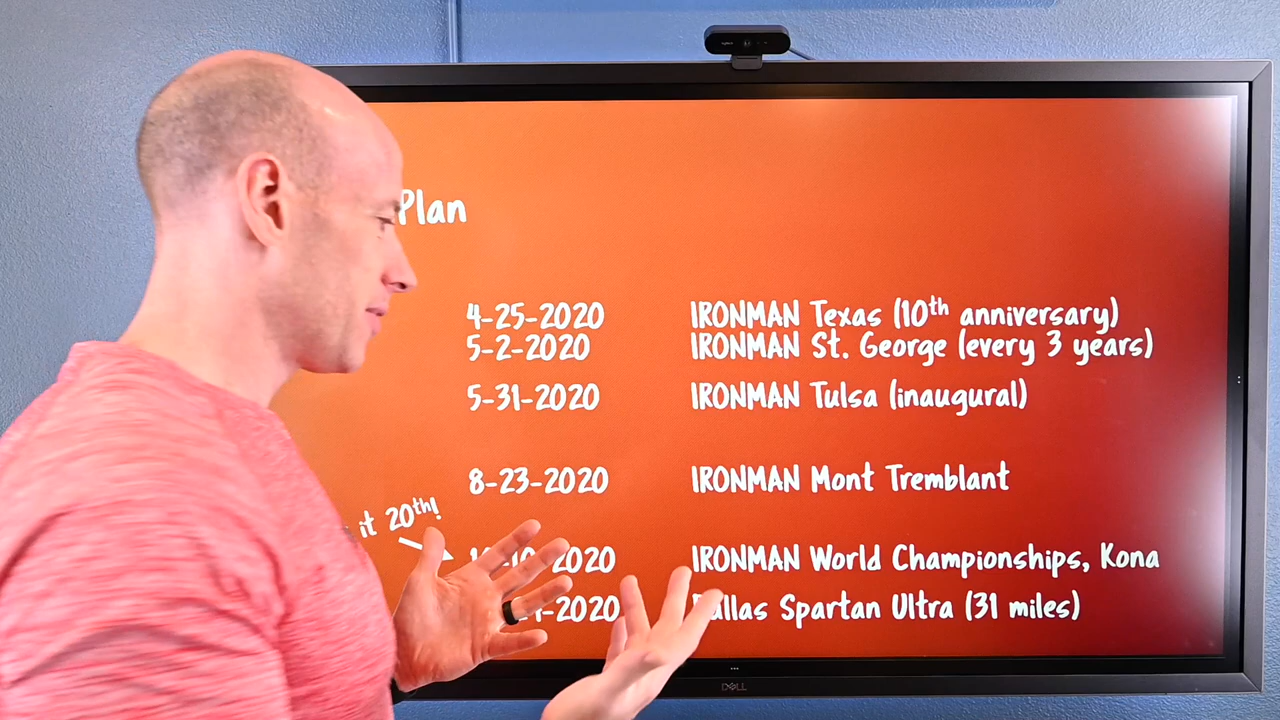 Plan
4-25-2020 IRONMAN Texas (10th anniversary)
5-2-2020 IRONMAN St. George (every 3 years)
5-31-2020 IRONMAN Tulsa (inaugural)
8-23-2020 IRONMAN Mont Tremblant
it 20th!
2020 IRONMAN World Championships, Kona
-2020 Dallas Spartan Ultra (31 miles)
DELL